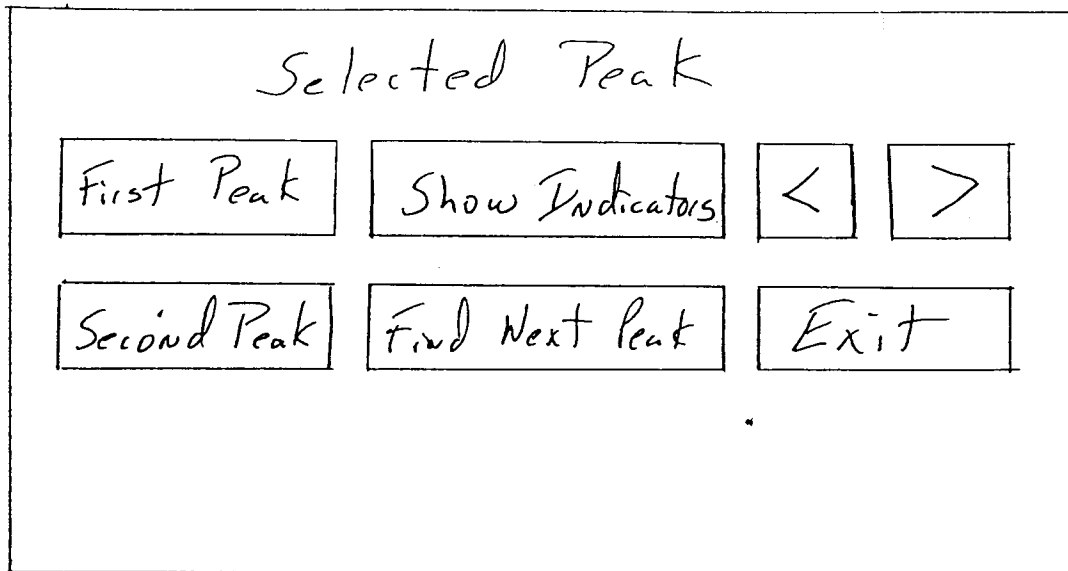 Selected Peak
First Peak Show Indicators < >
Second Peak Find Next Peak Exit